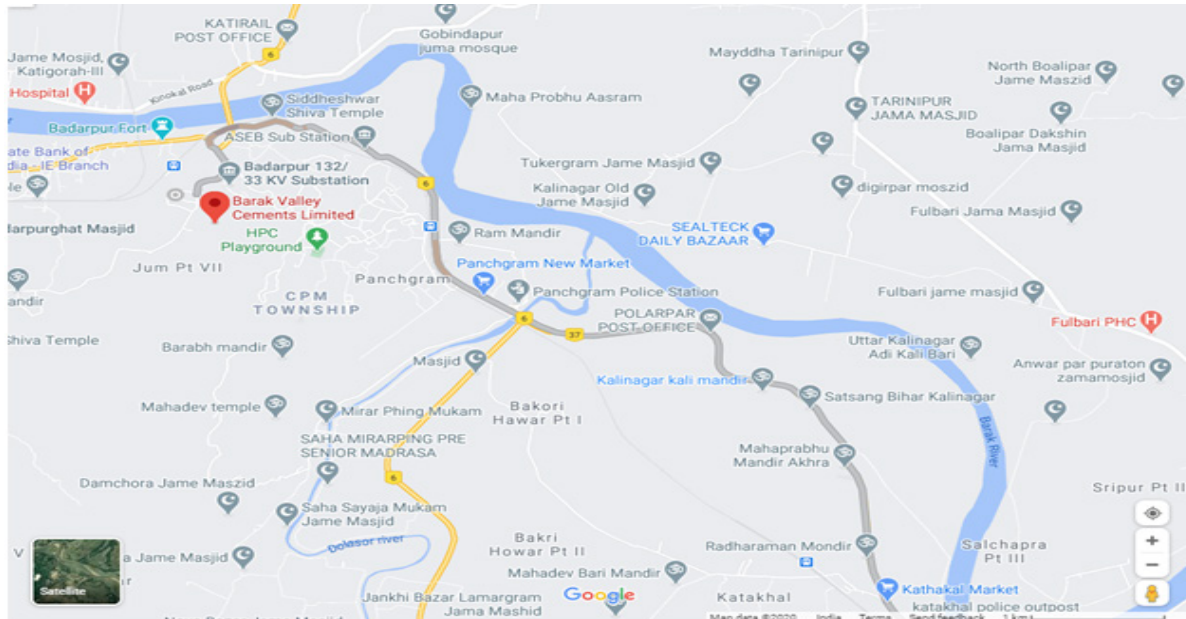 KATIRAIL
POST OFFICE
Gobindapur
juma mosque
Mayddha Tarinipur
Jame Mosjid,
Katigorah-III
6
North Boalipar
Jame Maszid
Hospital
Kinokal Road
Siddheshwar
Shiva Temple
Maha Probhu Aasram
TARINIPUR
JAMA MASJID
Badarpur Fort
ASEB Sub Station
Boalipar Dakshin
Jama Masjid
ate Bank of
dia - IE Branch
Badarpur 132/
33 KV Substation
6
Tukergram Jame Masjid
Kalinagar Old
Jame Masjid
digirpar moszid
ple
Barak Valley
Cements Limited
Fulbari Jama Masjid
darpurghat Masjid
HPC
Playground
Ram Mandir
SEALTECK
DAILY BAZAAR
Jum Pt VII
Panchgram New Market
andir
Panchgram
Panchgram Police Station
Fulbari jame masjid
CPM
TOWNSHIP
POLARPAR
POST OFFICE
6
37
Fulbari PHC
Shiva Temple
Barabh mandir
Uttar Kalinagar
Adi Kali Bari
Masjid
Anwar par puraton
zamamosjid
Kalinagar kali mandir
Satsang Bihar Kalinagar
Mahadev temple
Mirar Phing Mukam
Bakori
Hawar Pt I
SAHA MIRARPING PRE
SENIOR MADRASA
Mahaprabhu
Mandir Akhra
Barak River
6
Damchora Jame Maszid
Sripur Pt II
Saha Sayaja Mukam
Jame Masjid
Dolasor river
Bakri
Howar Pt II
Radharaman Mondir
Salchapra
Pt III
V
a Jame Masjid
ur
Mahadev Bari Mandir
Satellite
Google
Katakhal
Kathakal Market
Jankhi Bazar Lamargram
Jama Mashid
katakhal police outpost
Map data ©2020 India Terms Send feedback 1 km